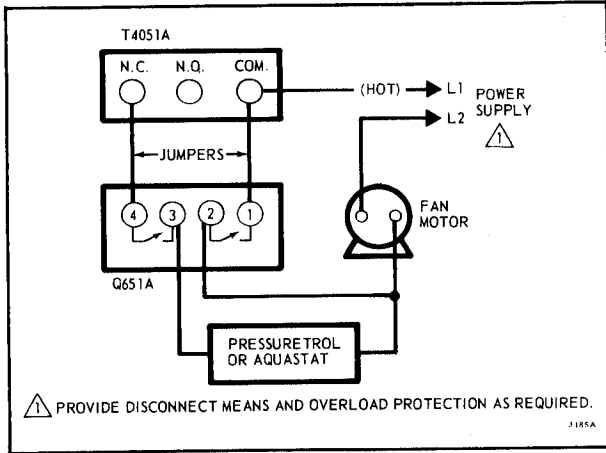 T4051A
N.C. N.O. COM.
(HOT) L1
L2
POWER
SUPPLY
1
JUMPERS
4 3 2 1
FAN
MOTOR
Q651A
PRESSURETROL
OR AQUASTAT
1 PROVIDE DISCONNECT MEANS AND OVERLOAD PROTECTION AS REQUIRED.
3185A